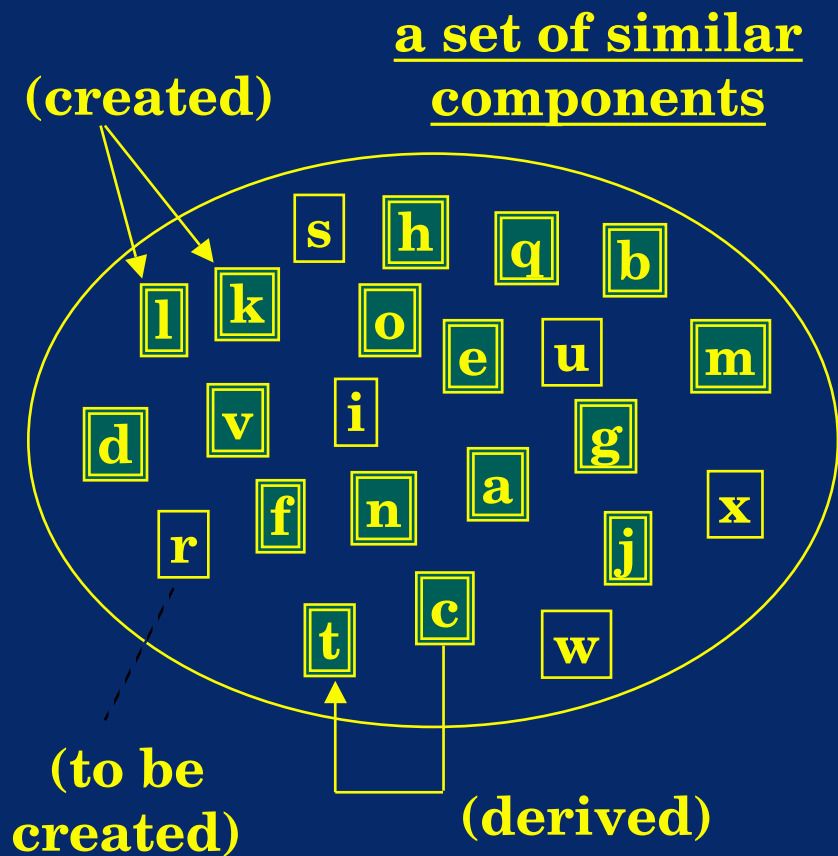 a set of similar
components
(created)
s h q b
l k o e u m
d v i g
f n a x
r j
t c w
(to be
created)
(derived)